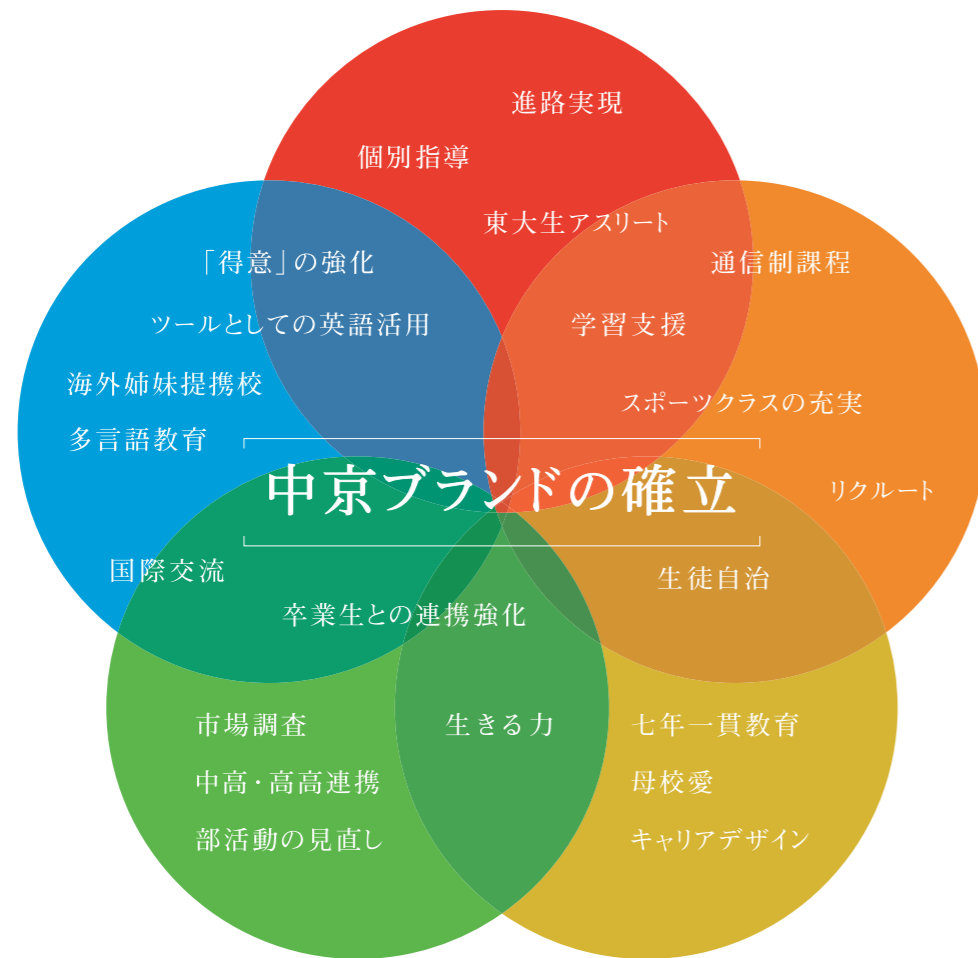 進路実現
個別指導
東大生アスリート
「得意」の強化
通信制課程
ツールとしての英語活用
学習支援
海外姉妹提携校
スポーツクラスの充実
多言語教育
中京ブランドの確立
リクルート
国際交流
生徒自治
卒業生との連携強化
市場調査
生きる力
七年一貫教育
中高・高高連携
母校愛
部活動の見直し
キャリアデザイン